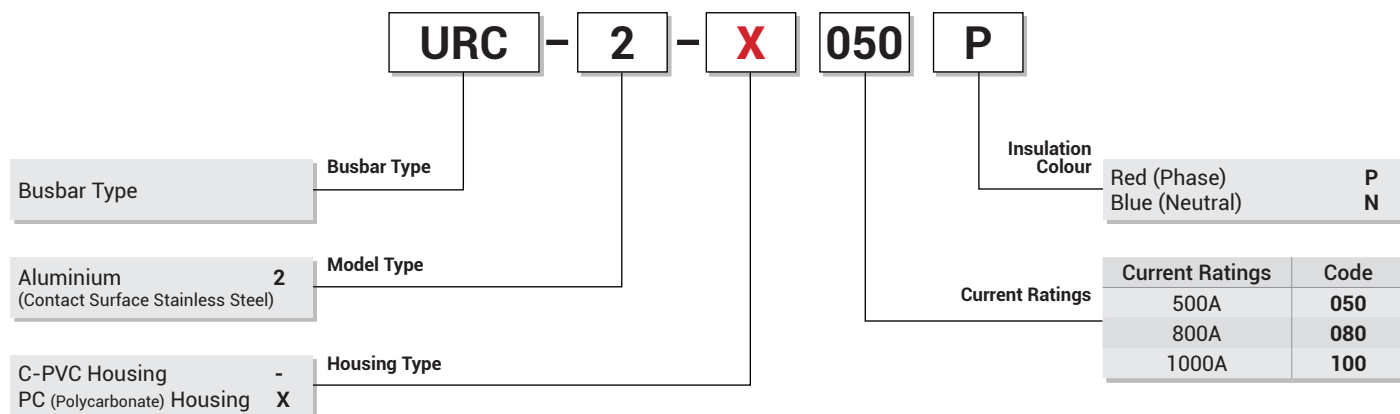 URC - 2 - X 050 P
Busbar Type
Busbar Type
Insulation
Colour
Red (Phase) P
Blue (Neutral) N
Model Type
Aluminium 2
(Contact Surface Stainless Steel)
Current Ratings
Current Ratings Code
500A 050
800A 080
1000A 100
Housing Type
C-PVC Housing -
PC (Polycarbonate) Housing X